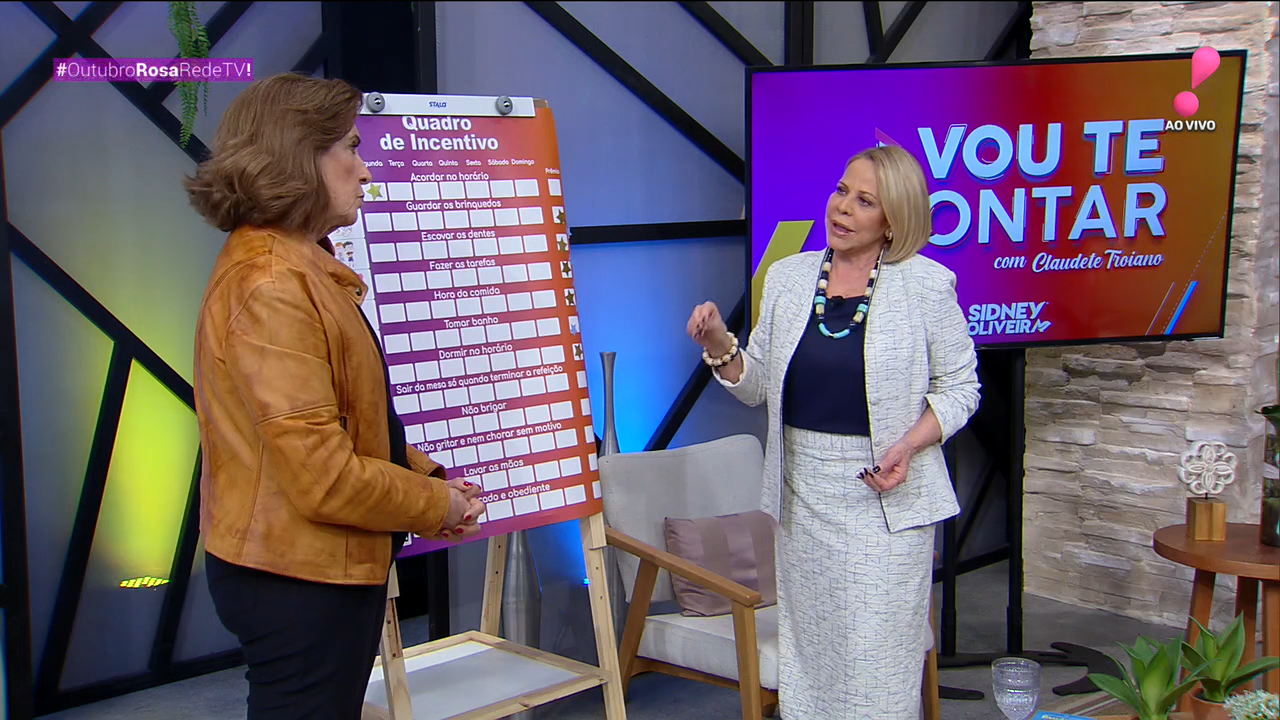 #OutubroRosaRedeTV!
STALO
Quadro
de Incentivo
Terça Quarta Quinta Sexta Sábado Domingo
Acordar no horário
Guardar os brinquedos
Escovar os dentes
Fazer as tarefas
Hora da comida
Tomar banho
Dormir no horário
Sair da mesa só quando terminar a refeição
Não brigar
Não gritar e nem chorar sem motivo
Lavar as mãos
e obediente
VOU TE
ONTAR
com Claudete Troiano
SIDNEY
OLIVEIRA
AO VIVO